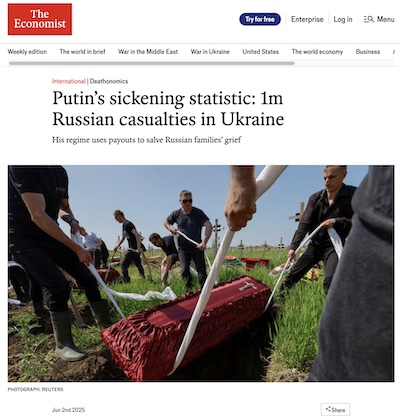 The
Economist
Try for free
Enterprise
Log in
Menu
Weekly edition
The world in brief
War in the Middle East
War in Ukraine
United States
The world economy
Business
International | Deathonomics
Putin's sickening statistic: 1m
Russian casualties in Ukraine
His regime uses payouts to salve Russian families' grief
PHOTOGRAPH: REUTERS
Jun 2nd 2025
Share